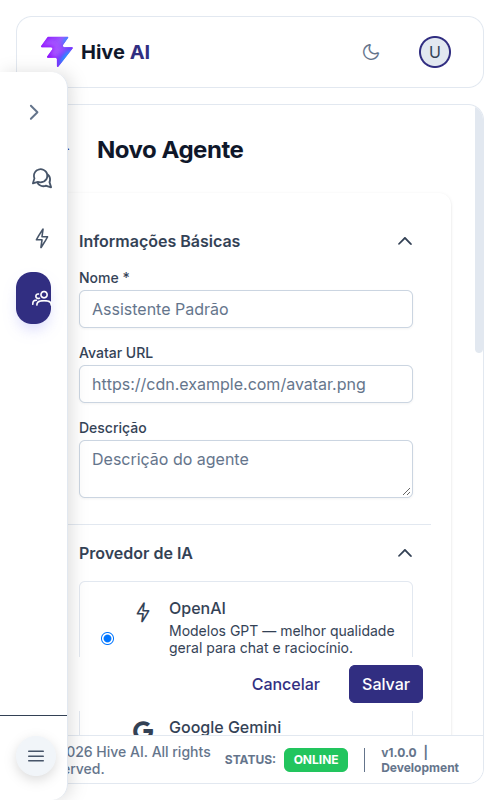 Hive AI
U
Novo Agente
Informações Básicas
Nome *
Assistente Padrão
Avatar URL
https://cdn.example.com/avatar.png
Descrição
Descrição do agente
Provedor de IA
OpenAI
Modelos GPT — melhor qualidade
geral para chat e raciocínio.
Cancelar
Salvar
Google Gemini
026 Hive AI. All rights
erved.
STATUS:
ONLINE
v1.0.0 |
Development